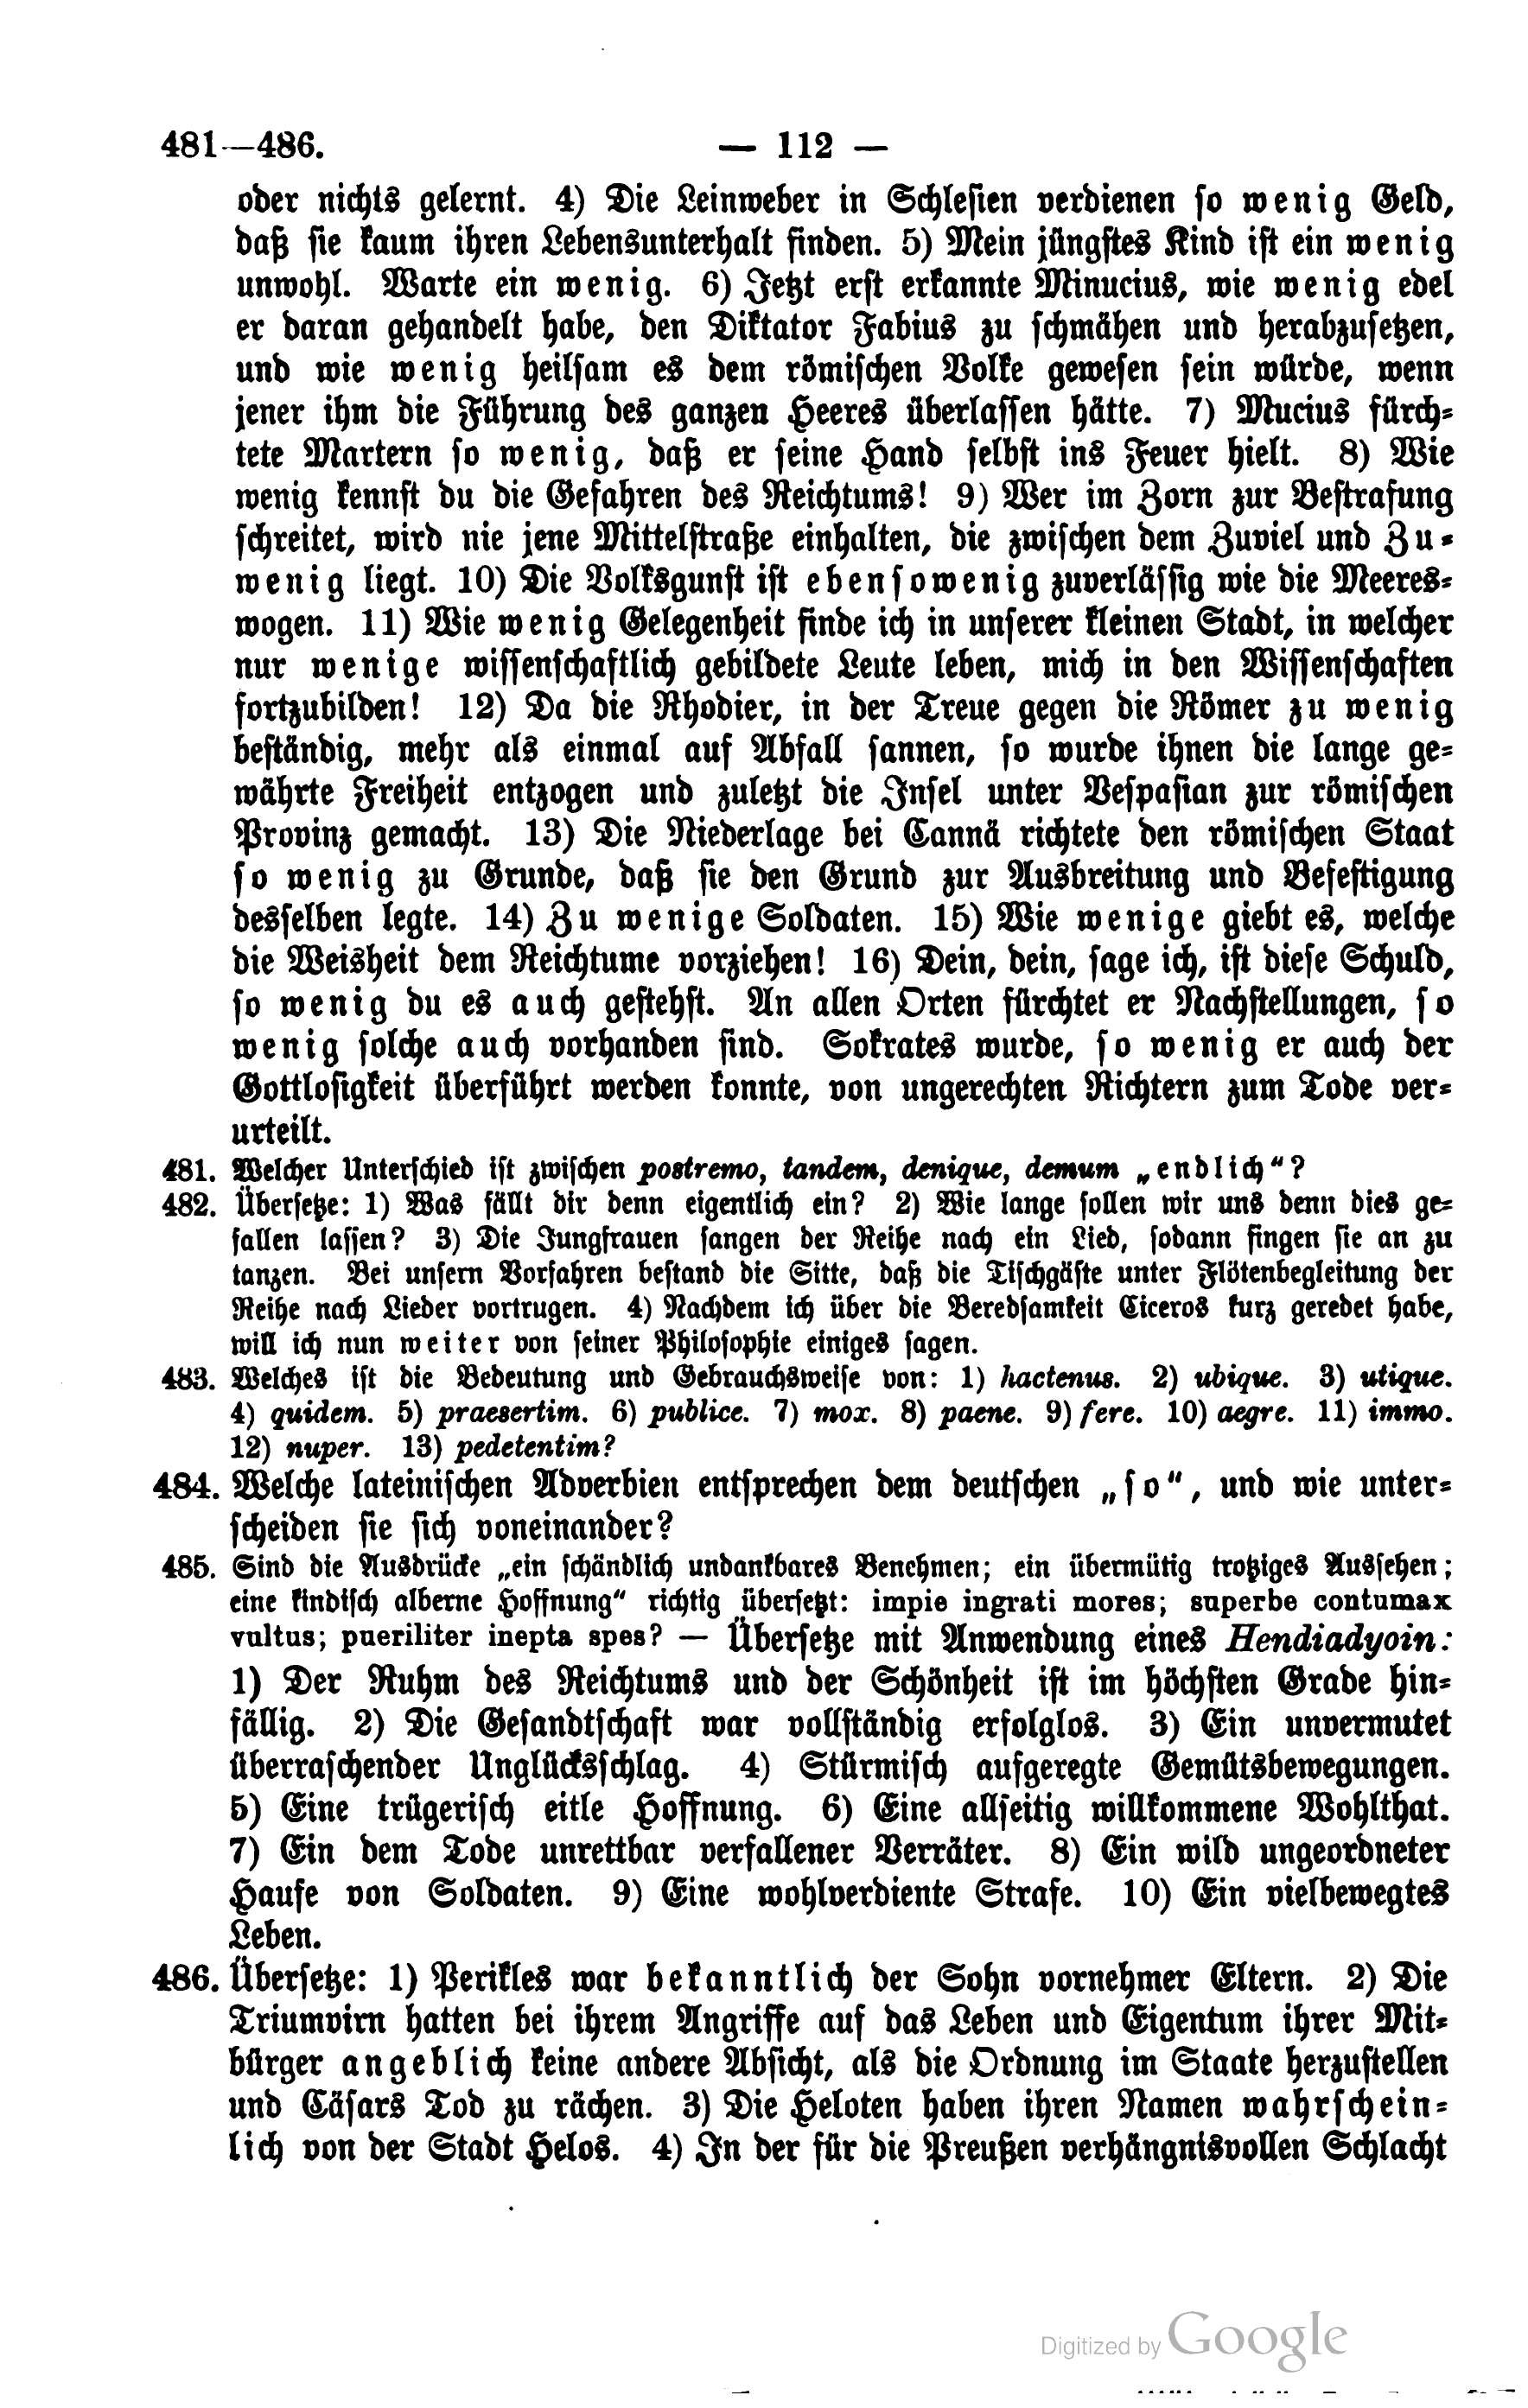 481—486.
— 112 —
oder nichts gelernt. 4) Die Leinweber in Schlesien verdienen so wenig Geld,
daß sie kaum ihren Lebensunterhalt finden. 5) Mein jüngstes Kind ist ein wenig
unwohl. Warte ein wenig. 6) Jetzt erst erkannte Minucius, wie wenig edel
er daran gehandelt habe, den Diktator Fabius zu schmähen und herabzusetzen,
und wie wenig heilsam es dem römischen Volke gewesen sein würde, wenn
jener ihm die Führung des ganzen Heeres überlassen hätte. 7) Mucius fürch-
tete Martern so wenig, daß er seine Hand selbst ins Feuer hielt. 8) Wie
wenig kennst du die Gefahren des Reichtums! 9) Wer im Zorn zur Bestrafung
schreitet, wird nie jene Mittelstraße einhalten, die zwischen dem Zuviel und Zu-
wenig liegt. 10) Die Volksgunst ist ebensowenig zuverlässig wie die Meeres-
wogen. 11) Wie wenig Gelegenheit finde ich in unserer kleinen Stadt, in welcher
nur wenige wissenschaftlich gebildete Leute leben, mich in den Wissenschaften
fortzubilden! 12) Da die Rhodier, in der Treue gegen die Römer zu wenig
beständig, mehr als einmal auf Abfall sannen, so wurde ihnen die lange ge-
währte Freiheit entzogen und zuletzt die Insel unter Vespasian zur römischen
Provinz gemacht. 13) Die Niederlage bei Cannä richtete den römischen Staat
so wenig zu Grunde, daß sie den Grund zur Ausbreitung und Befestigung
desselben legte. 14) Zu wenige Soldaten. 15) Wie wenige giebt es, welche
die Weisheit dem Reichtume vorziehen! 16) Dein, dein, sage ich, ist diese Schuld,
so wenig du es auch gestehst. An allen Orten fürchtet er Nachstellungen, so
wenig solche auch vorhanden sind. Sokrates wurde, so wenig er auch der
Gottlosigkeit überführt werden konnte, von ungerechten Richtern zum Tode ver-
urteilt.
481. Welcher Unterschied ist zwischen postremo, tandem, denique, demum „endlich“?
482. Übersetze: 1) Was fällt dir denn eigentlich ein? 2) Wie lange sollen wir uns denn dies ge-
fallen lassen? 3) Die Jungfrauen sangen der Reihe nach ein Lied, sodann fingen sie an zu
tanzen. Bei unsern Vorfahren bestand die Sitte, daß die Tischgäste unter Flötenbegleitung der
Reihe nach Lieder vortrugen. 4) Nachdem ich über die Beredsamkeit Ciceros kurz geredet habe,
will ich nun weiter von seiner Philosophie einiges sagen.
483. Welches ist die Bedeutung und Gebrauchsweise von: 1) hactenus. 2) ubique. 3) utique.
4) quidem. 5) praesertim. 6) publice. 7) mox. 8) paene. 9) fere. 10) aegre. 11) immo.
12) nuper. 13) pedetentim?
484. Welche lateinischen Adverbien entsprechen dem deutschen „so“, und wie unter-
scheiden sie sich voneinander?
485. Sind die Ausdrücke „ein schändlich undankbares Benehmen; ein übermütig trotziges Aussehen;
eine kindisch alberne Hoffnung“ richtig übersetzt: impie ingrati mores; superbe contumax
vultus; pueriliter inepta spes? — Übersetze mit Anwendung eines Hendiadyoin:
1) Der Ruhm des Reichtums und der Schönheit ist im höchsten Grade hin-
fällig. 2) Die Gesandtschaft war vollständig erfolglos. 3) Ein unvermutet
überraschender Unglücksschlag. 4) Stürmisch aufgeregte Gemütsbewegungen.
5) Eine trügerisch eitle Hoffnung. 6) Eine allseitig willkommene Wohlthat.
7) Ein dem Tode unrettbar verfallener Verräter. 8) Ein wild ungeordneter
Haufe von Soldaten. 9) Eine wohlverdiente Strafe. 10) Ein vielbewegtes
Leben.
486. Übersetze: 1) Perikles war bekanntlich der Sohn vornehmer Eltern. 2) Die
Triumvirn hatten bei ihrem Angriffe auf das Leben und Eigentum ihrer Mit-
bürger angeblich keine andere Absicht, als die Ordnung im Staate herzustellen
und Cäsars Tod zu rächen. 3) Die Heloten haben ihren Namen wahrschein-
lich von der Stadt Helos. 4) In der für die Preußen verhängnisvollen Schlacht
Digitized by Google